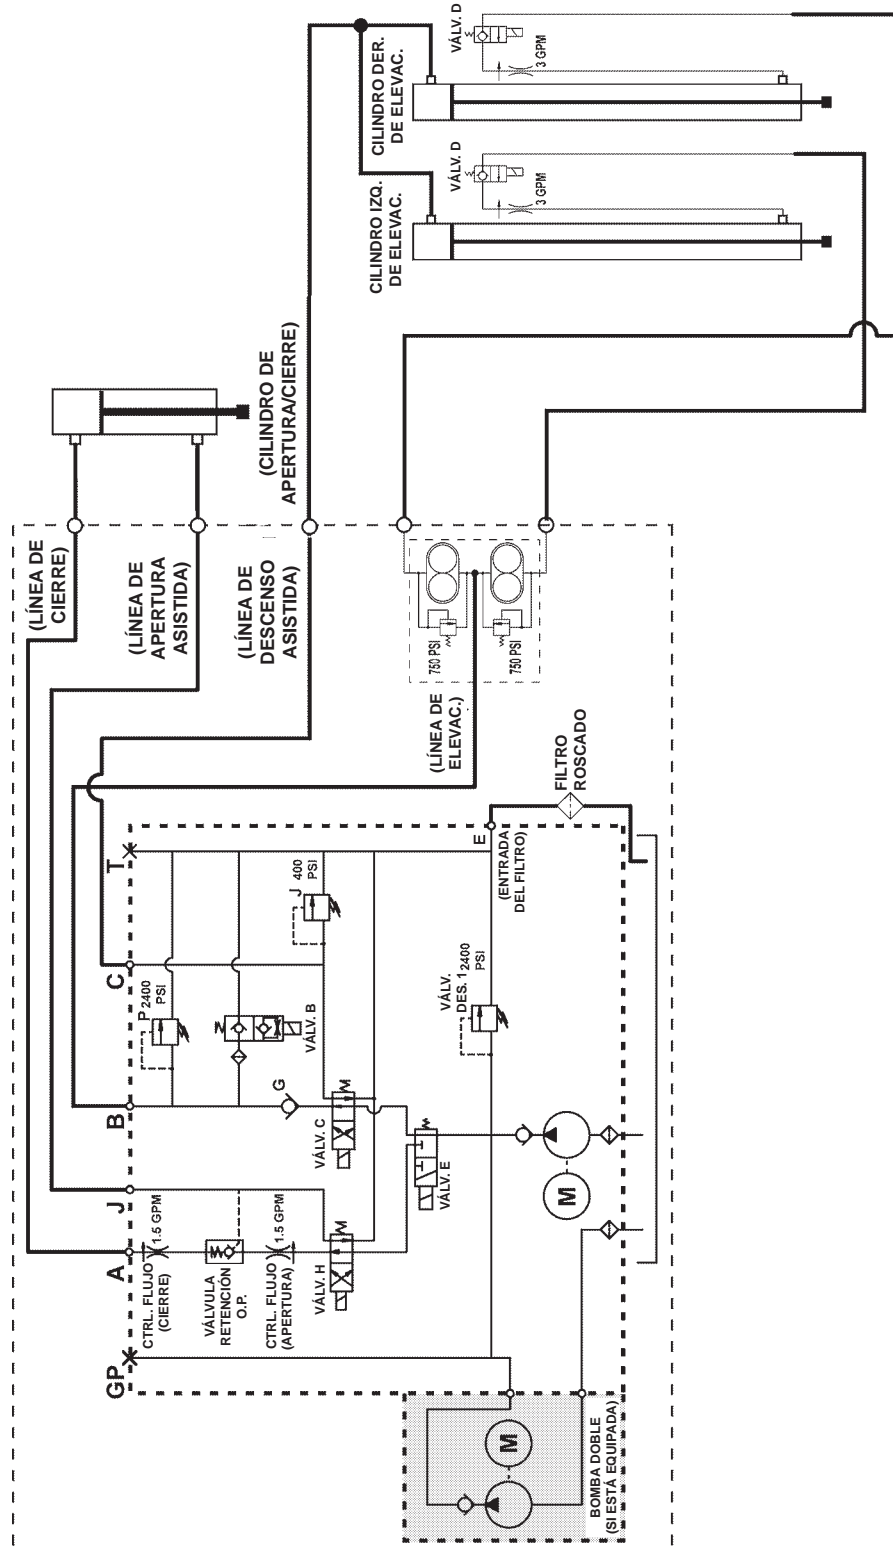 VÁLV. D
3 GPM
CILINDRO DER.
DE ELEVAC.
VÁLV. D
3 GPM
CILINDRO IZQ.
DE ELEVAC.
(CILINDRO DE
APERTURA/CIERRE)
(LÍNEA DE
CIERRE)
(LÍNEA DE
APERTURA
ASISTIDA)
(LÍNEA DE
DESCENSO
ASISTIDA)
750 PSI
750 PSI
(LÍNEA DE
ELEVAC.)
FILTRO
ROSCADO
T
E
(ENTRADA
DEL FILTRO)
J
400
PSI
C
P
2400
PSI
VÁLV.
DES. 1
2400
PSI
VÁLV. B
B
G
VÁLV. C
VÁLV. E
J
A
1.5 GPM
1.5 GPM
CTRL. FLUJO
(CIERRE)
VÁLVULA
RETENCIÓN
O.P.
CTRL. FLUJO
(APERTURA)
VÁLV. H
M
GP
M
BOMBA DOBLE
(SI ESTÁ EQUIPADA)